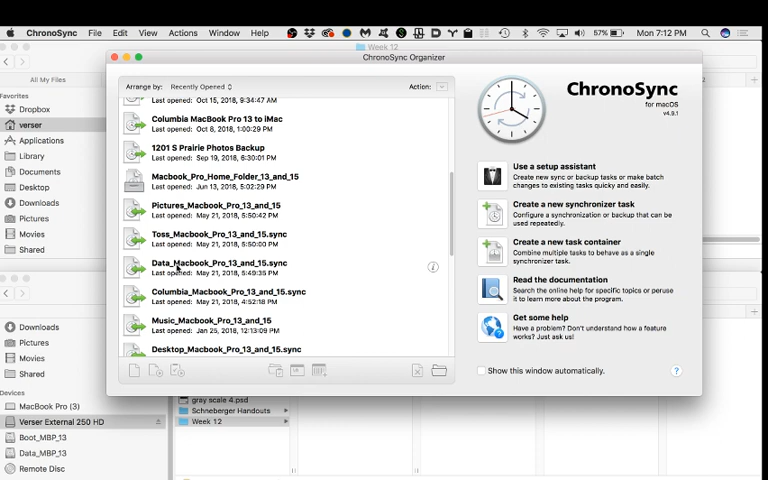 ChronoSync File Edit View Actions Window Help 57% Mon 7:12 PM
Week 12
ChronoSync Organizer
All My Files
Favorites
Dropbox
verser
Applications
Library
Documents
Desktop
Downloads
Pictures
Movies
Shared
Arrange by: Recently Opened Action:
Last opened: Oct 15, 2018, 9:34:47 AM
Columbia MacBook Pro 13 to iMac
Last opened: Oct 8, 2018, 1:00:29 PM
1201 S Prairie Photos Backup
Last opened: Sep 19, 2018, 6:30:01 PM
Macbook_Pro_Home_Folder_13_and_15
Last opened: Jun 13, 2018, 5:02:29 PM
Pictures_Macbook_Pro_13_and_15
Last opened: May 21, 2018, 5:50:42 PM
Toss_Macbook_Pro_13_and_15.sync
Last opened: May 21, 2018, 5:50:00 PM
Data_Macbook_Pro_13_and_15.sync
Last opened: May 21, 2018, 5:49:35 PM
Columbia_Macbook_Pro_13_and_15.sync
Last opened: May 21, 2018, 4:52:18 PM
Music_Macbook_Pro_13_and_15
Last opened: Jan 25, 2018, 12:13:09 PM
Desktop_Macbook_Pro_13_and_15.sync
ChronoSync
for macOS
v4.9.1
Use a setup assistant
Create new sync or backup tasks or make batch
changes to existing tasks quickly and easily.
Create a new synchronizer task
Configure a synchronization or backup that can be
used repeatedly.
Create a new task container
Combine multiple tasks to behave as a single
synchronizer task.
Read the documentation
Search the online help for specific topics or peruse
it to learn more about the program.
Get some help
Have a problem? Don't understand how a feature
works? Just ask us!
Show this window automatically. ?
Downloads
Pictures
Movies
Shared
Devices
MacBook Pro (3)
Verser External 250 HD
Boot_MBP_13
Data_MBP_13
Remote Disc
gray scale 4.psd
Schneberger Handouts
Week 12